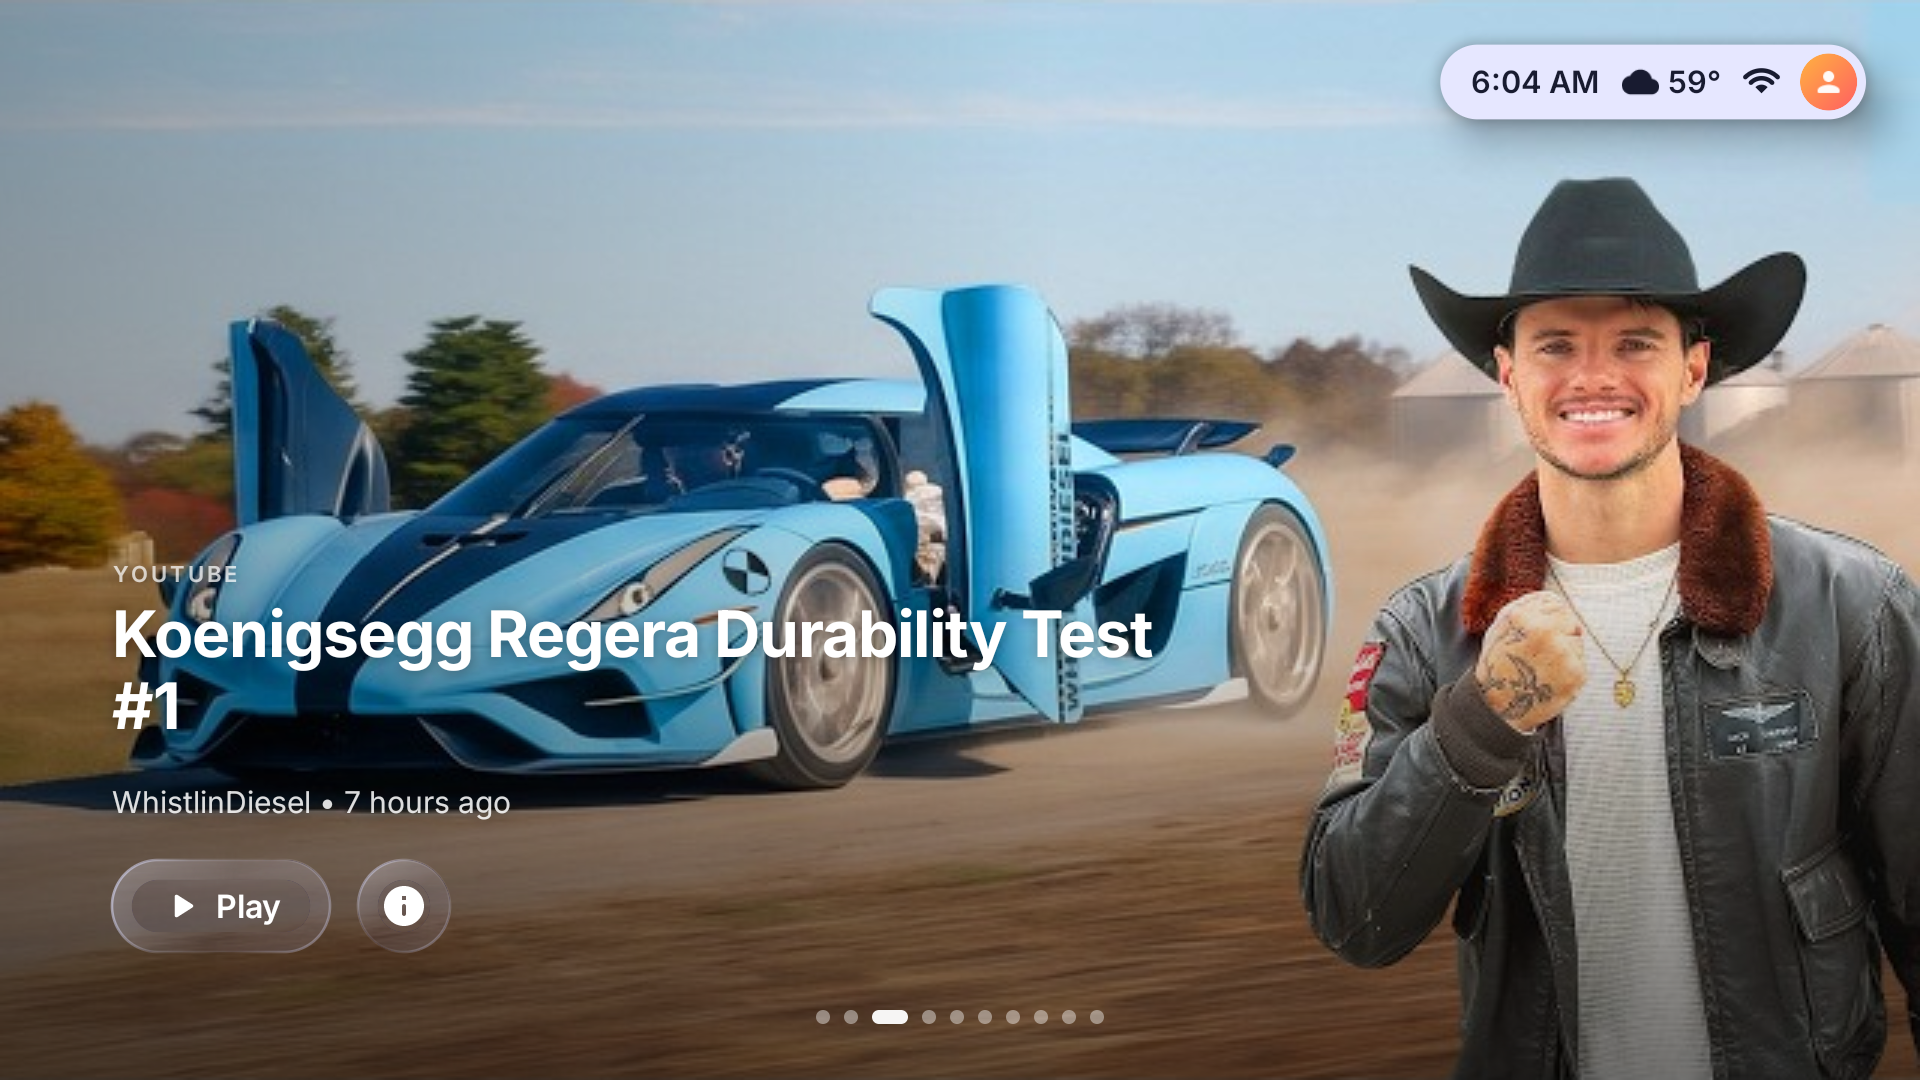 6:04 AM 59°
YOUTUBE
Koenigsegg Regera Durability Test
#1
WhistlinDiesel • 7 hours ago
Play